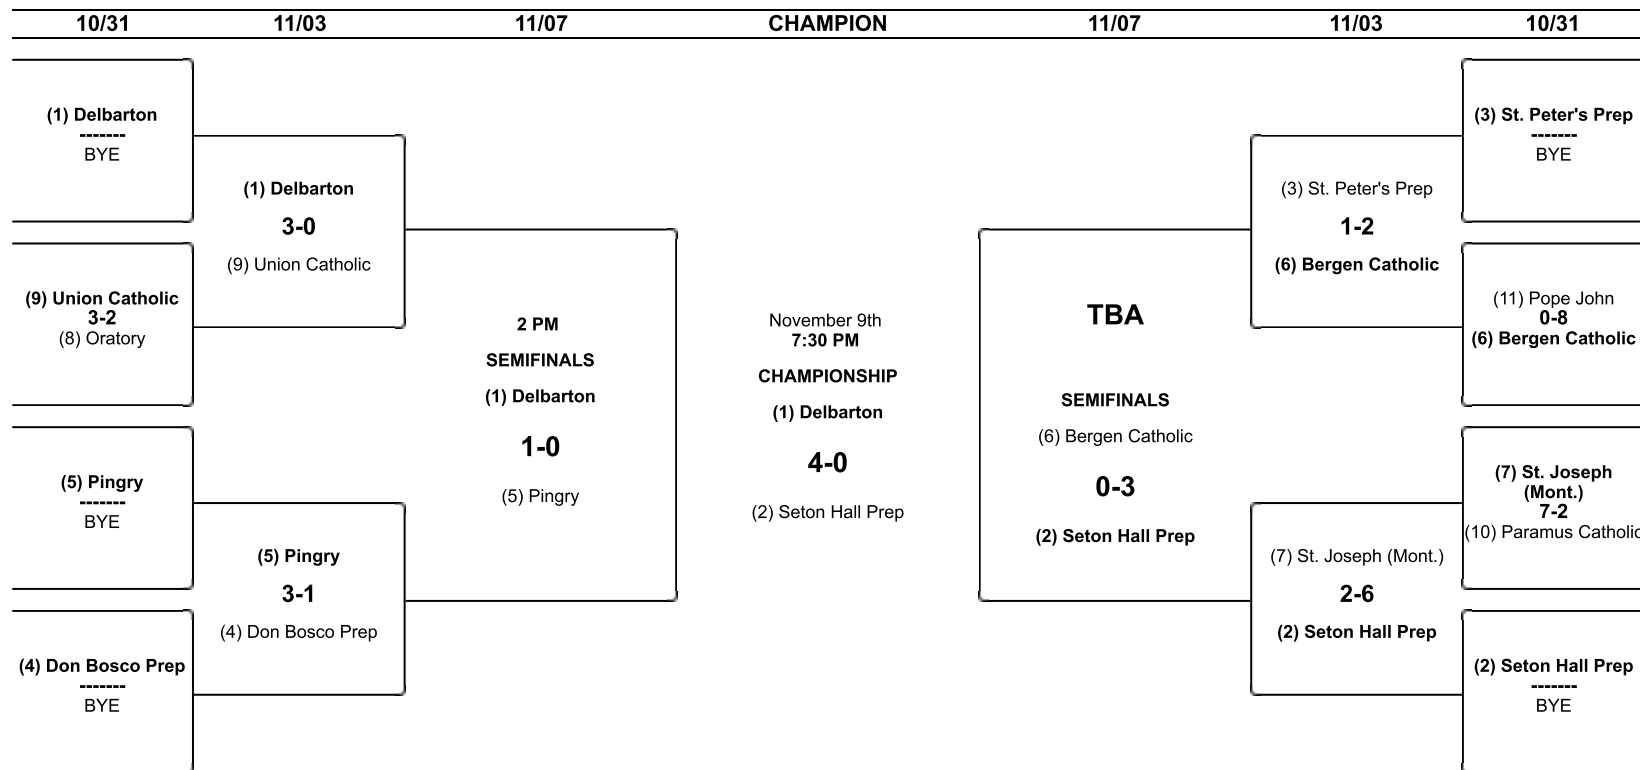 10/31 11/03 11/07 CHAMPION 11/07 11/03 10/31
(1) Delbarton
-------
BYE
(9) Union Catholic
3-2
(8) Oratory
(5) Pingry
-------
BYE
(4) Don Bosco Prep
-------
BYE
(1) Delbarton
3-0
(9) Union Catholic
(5) Pingry
3-1
(4) Don Bosco Prep
2 PM
SEMIFINALS
(1) Delbarton
1-0
(5) Pingry
November 9th
7:30 PM
CHAMPIONSHIP
(1) Delbarton
4-0
(2) Seton Hall Prep
TBA
SEMIFINALS
(6) Bergen Catholic
0-3
(2) Seton Hall Prep
(3) St. Peter's Prep
1-2
(6) Bergen Catholic
(7) St. Joseph (Mont.)
2-6
(2) Seton Hall Prep
(3) St. Peter's Prep
-------
BYE
(11) Pope John
0-8
(6) Bergen Catholic
(7) St. Joseph
(Mont.)
7-2
(10) Paramus Catholic
(2) Seton Hall Prep
-------
BYE